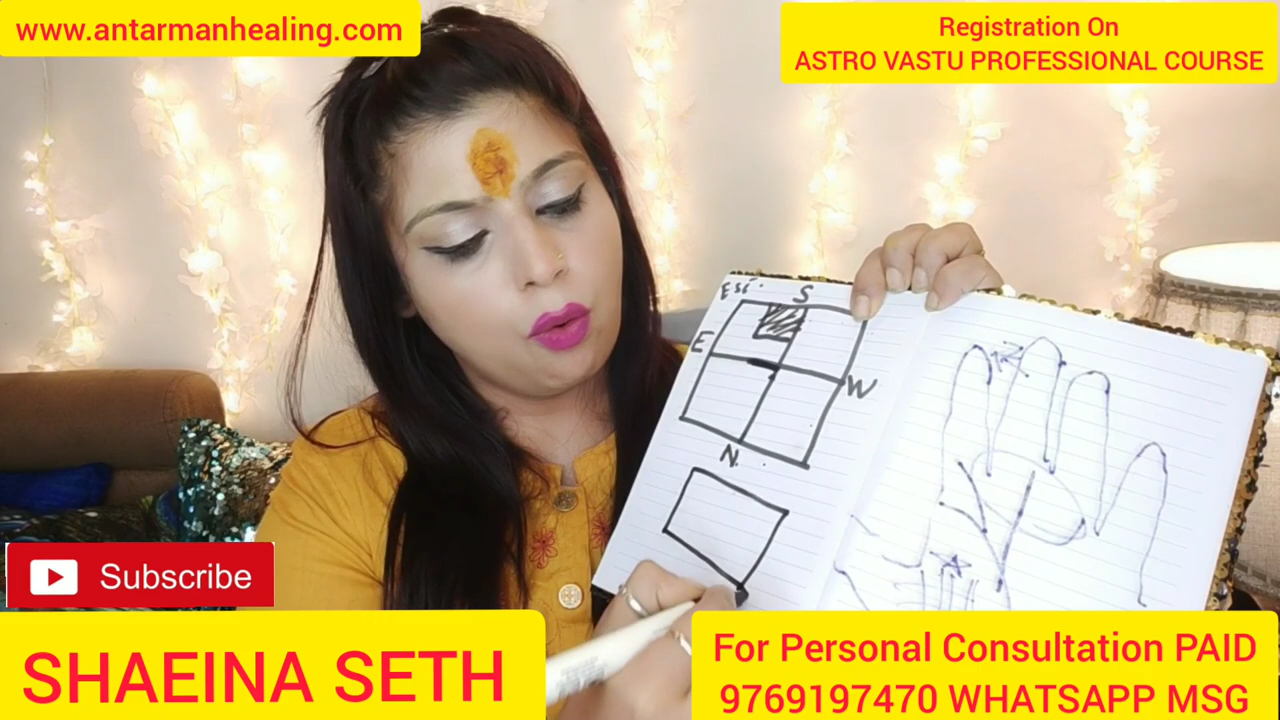 www.antarmanhealing.com
Registration On
ASTRO VASTU PROFESSIONAL COURSE
S
E
W
N.
Subscribe
SHAEINA SETH
For Personal Consultation PAID
9769197470 WHATSAPP MSG